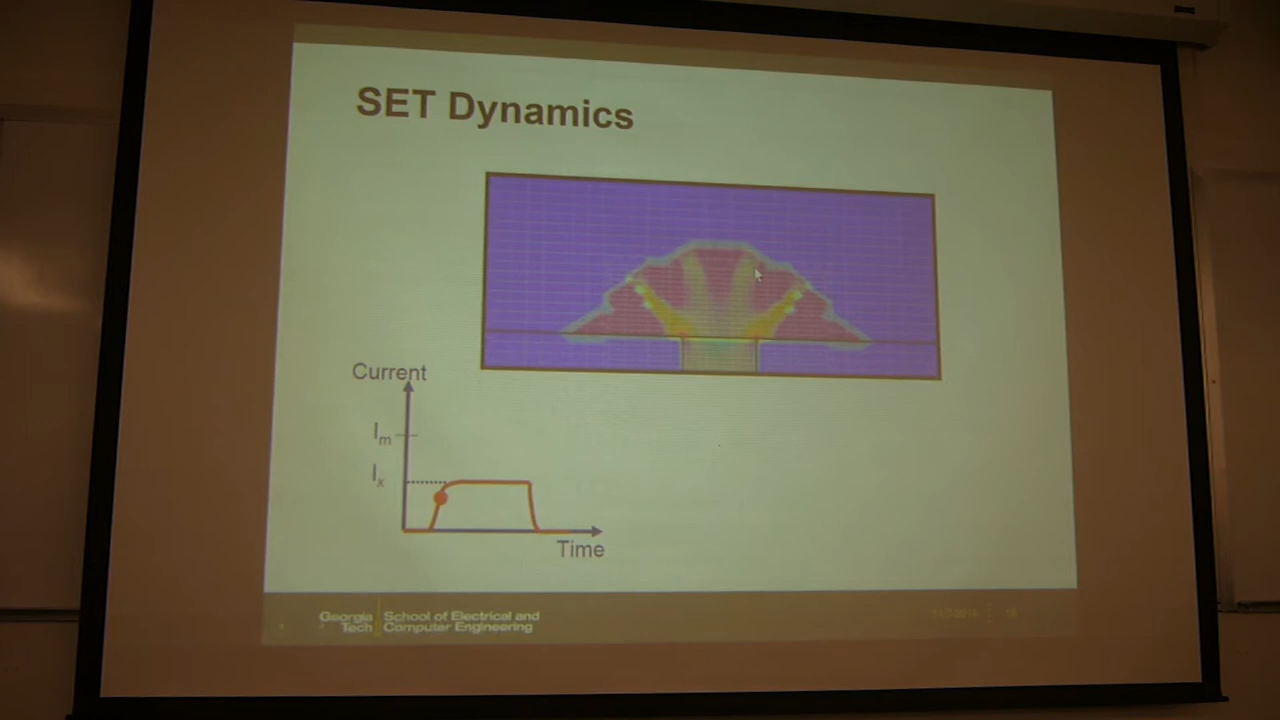 SET Dynamics
Current
Im
Ix
Time
Georgia Tech
School of Electrical and
Computer Engineering